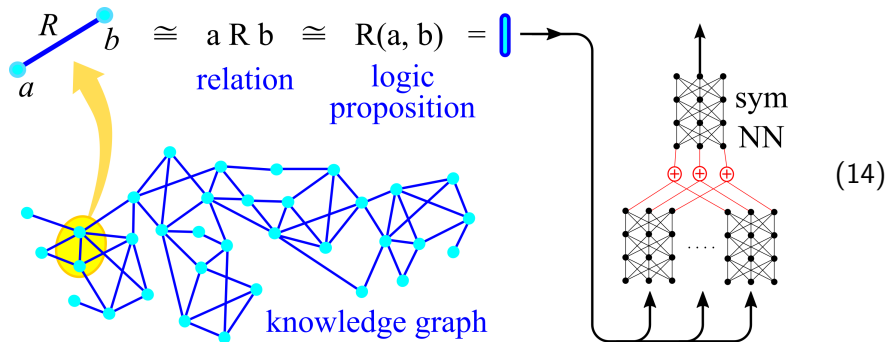 R
a
b
≅ a R b ≅ R(a, b) =
relation
logic
proposition
sym
NN
(14)
+ + +
. . . .
knowledge graph